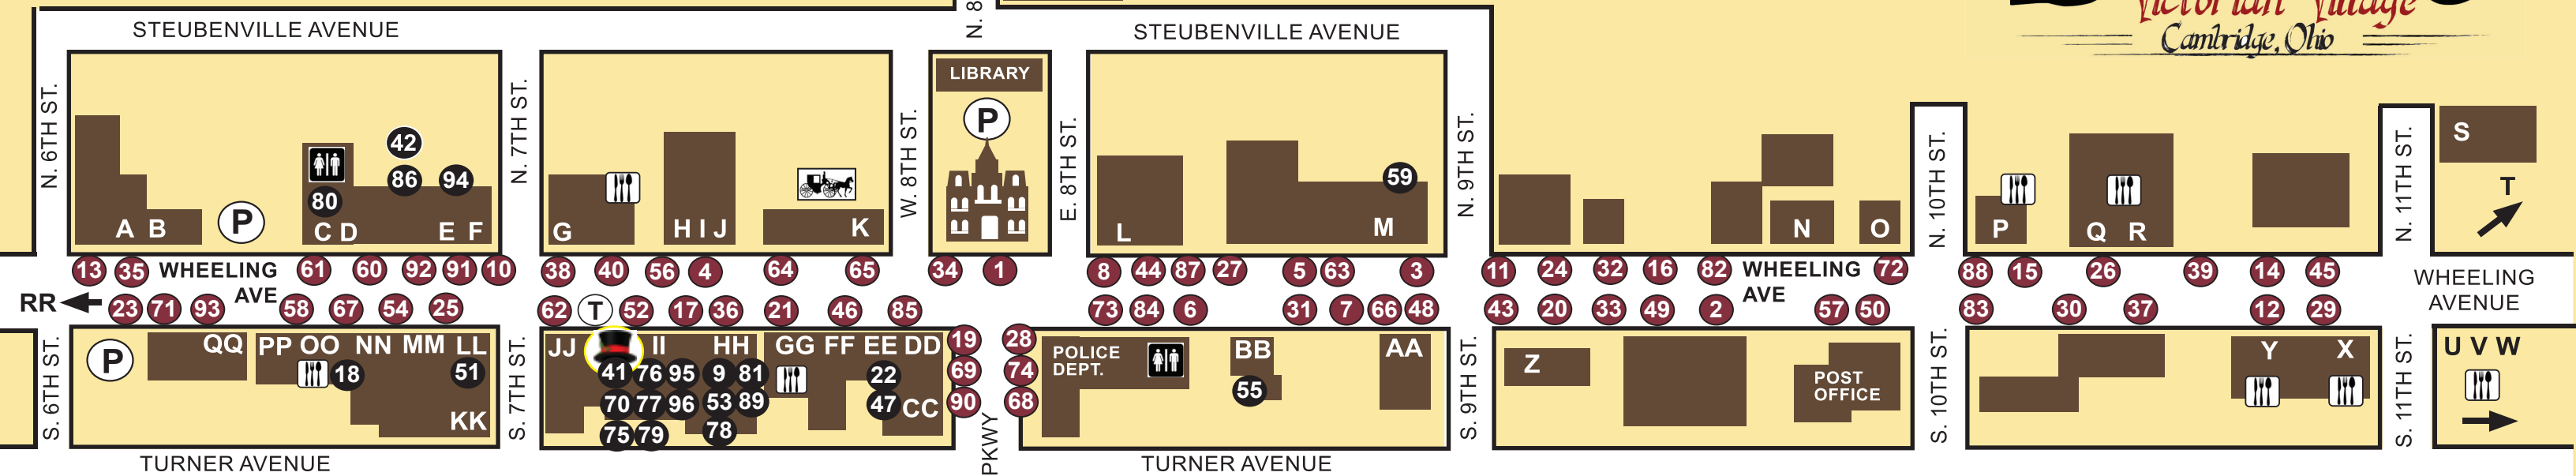 Victorian Village
Cambridge, Ohio
STEUBENVILLE AVENUE
N. 8
STEUBENVILLE AVENUE
N. 6TH ST.
N. 7TH ST.
W. 8TH ST.
LIBRARY
P
E. 8TH ST.
N. 9TH ST.
N. 10TH ST.
N. 11TH ST.
S
T
42
86 94
80
59
A B P C D E F
G H I J K
L M
N O
P Q R
13 35 WHEELING AVE 61 60 92 91 10
38 40 56 4 64 65
34 1
8 44 87 27 5 63 3
11 24 32 16 82 WHEELING AVE 72
88 15 26 39 14 45
WHEELING AVENUE
RR 23 71 93 58 67 54 25
62 T 52 17 36 21 46 85
73 84 6 31 7 66 48
43 20 33 49 2 57 50
83 30 37 12 29
S. 6TH ST.
P
QQ PP OO NN MM LL
18 51
KK
S. 7TH ST.
JJ II HH GG FF EE DD
41 76 95 9 81 22
70 77 96 53 89 47 CC
75 79 78
19
69
90
PKWY
28
74
68
POLICE DEPT.
BB
55
AA
S. 9TH ST.
Z
POST OFFICE
S. 10TH ST.
Y X
S. 11TH ST.
U V W
TURNER AVENUE
TURNER AVENUE